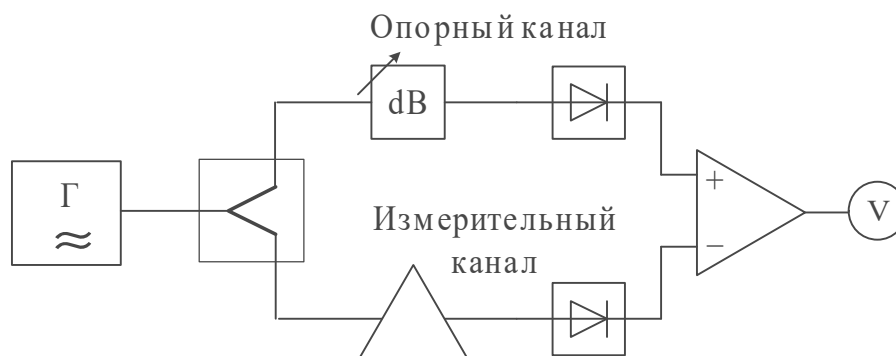 Опорный канал
dB
Г
Измерительный
канал
+
−
V